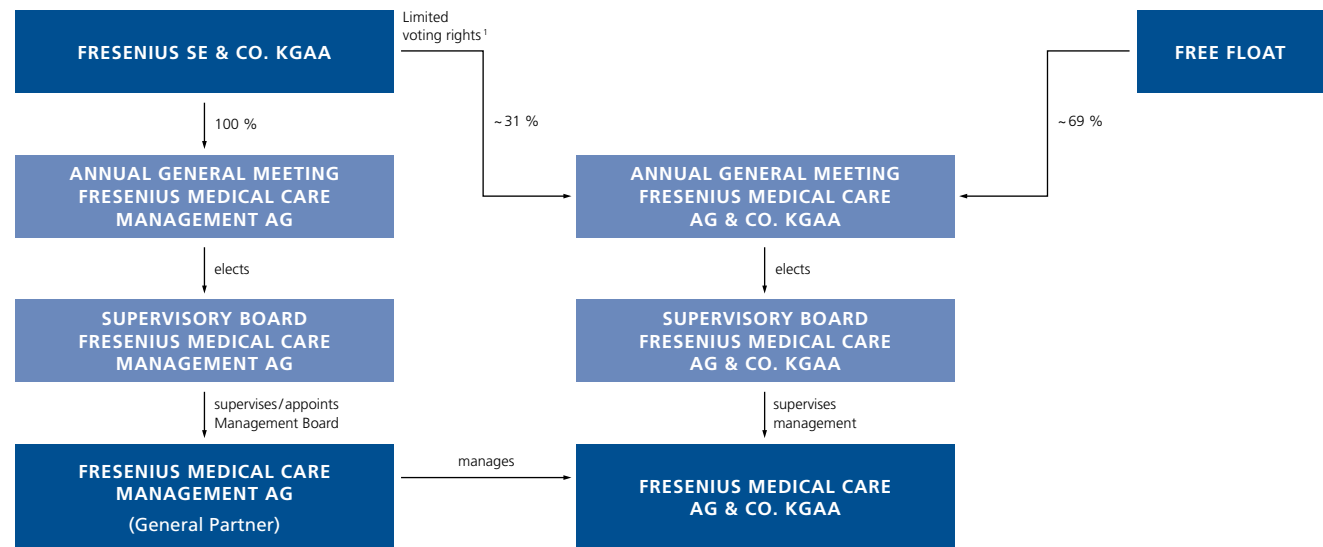 FRESENIUS SE & CO. KGAA
Limited
voting rights¹
FREE FLOAT
100 %
~31 %
~69 %
ANNUAL GENERAL MEETING
FRESENIUS MEDICAL CARE
MANAGEMENT AG
ANNUAL GENERAL MEETING
FRESENIUS MEDICAL CARE
AG & CO. KGAA
elects
elects
SUPERVISORY BOARD
FRESENIUS MEDICAL CARE
MANAGEMENT AG
SUPERVISORY BOARD
FRESENIUS MEDICAL CARE
AG & CO. KGAA
supervises/appoints
Management Board
supervises
management
FRESENIUS MEDICAL CARE
MANAGEMENT AG
(General Partner)
manages
FRESENIUS MEDICAL CARE
AG & CO. KGAA